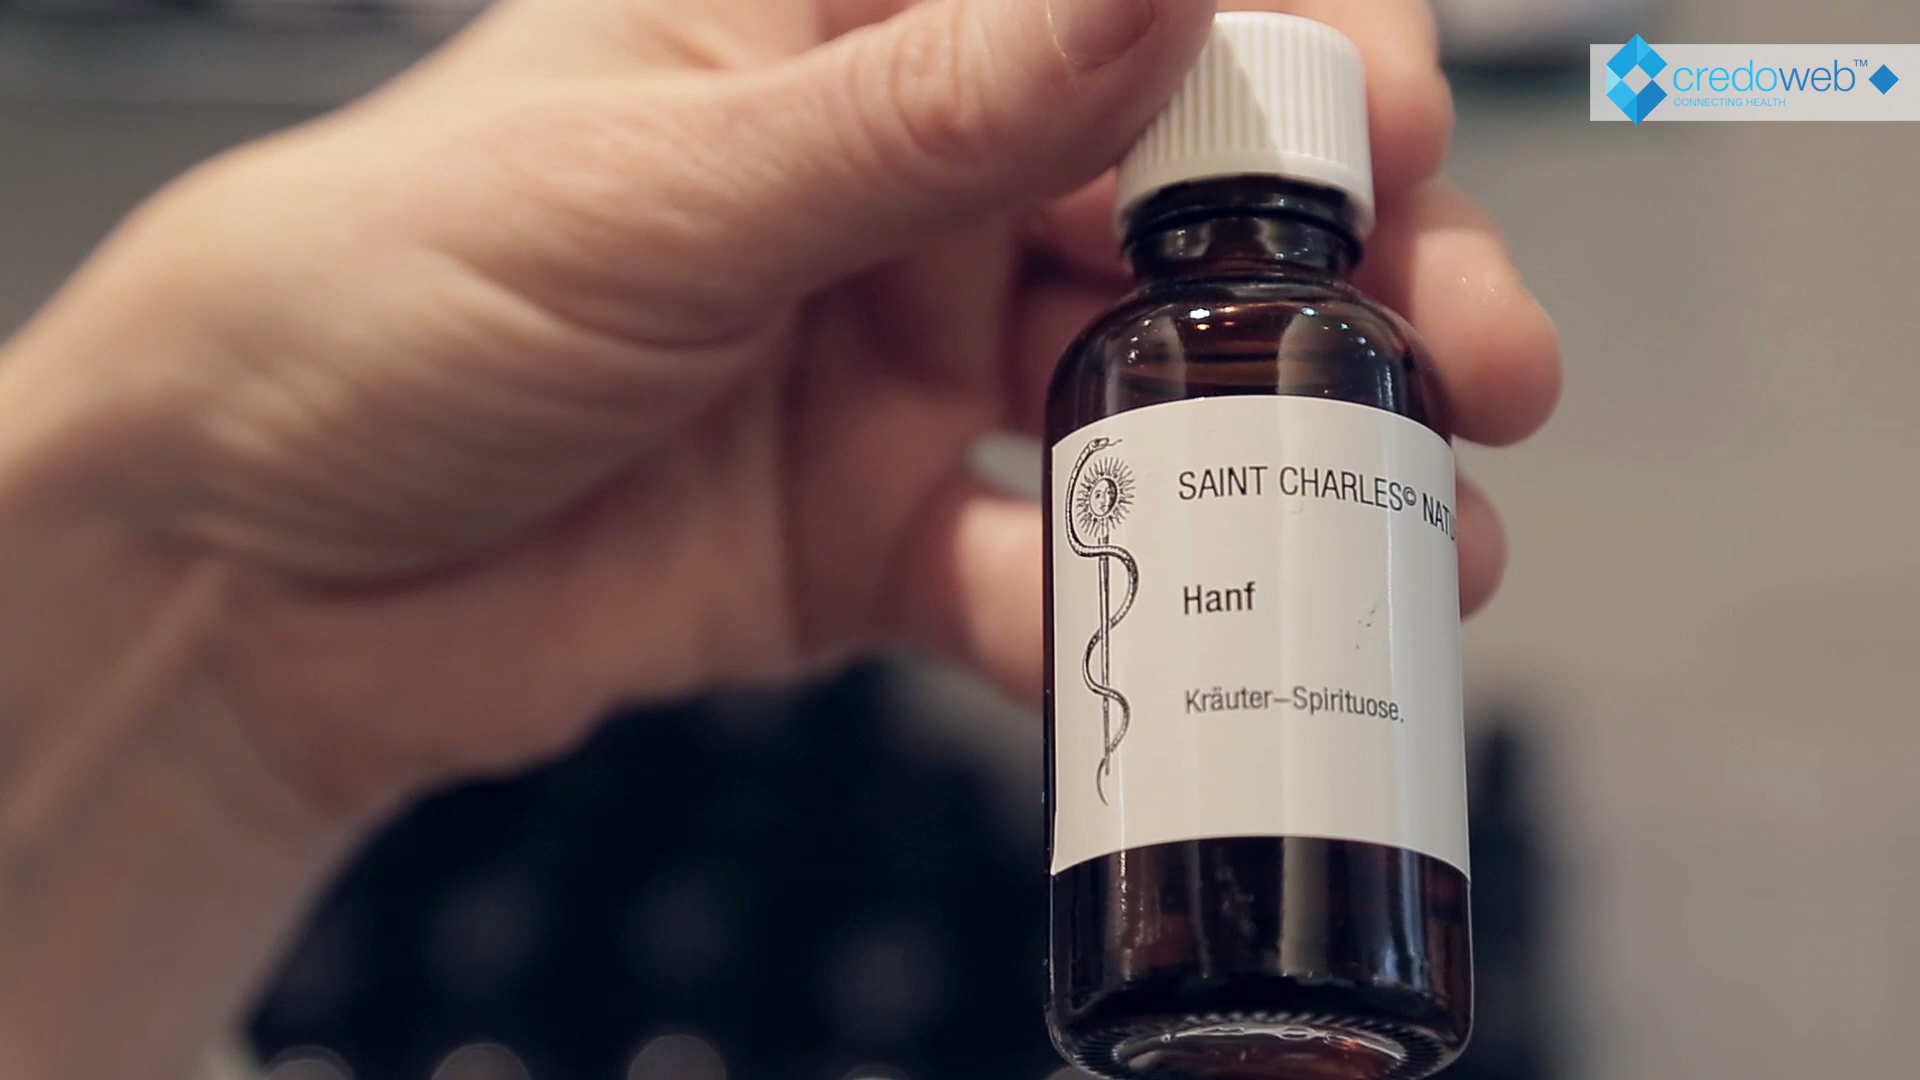 credoweb™
CONNECTING HEALTH
SAINT CHARLES©
Hanf
Kräuter–Spirituose.